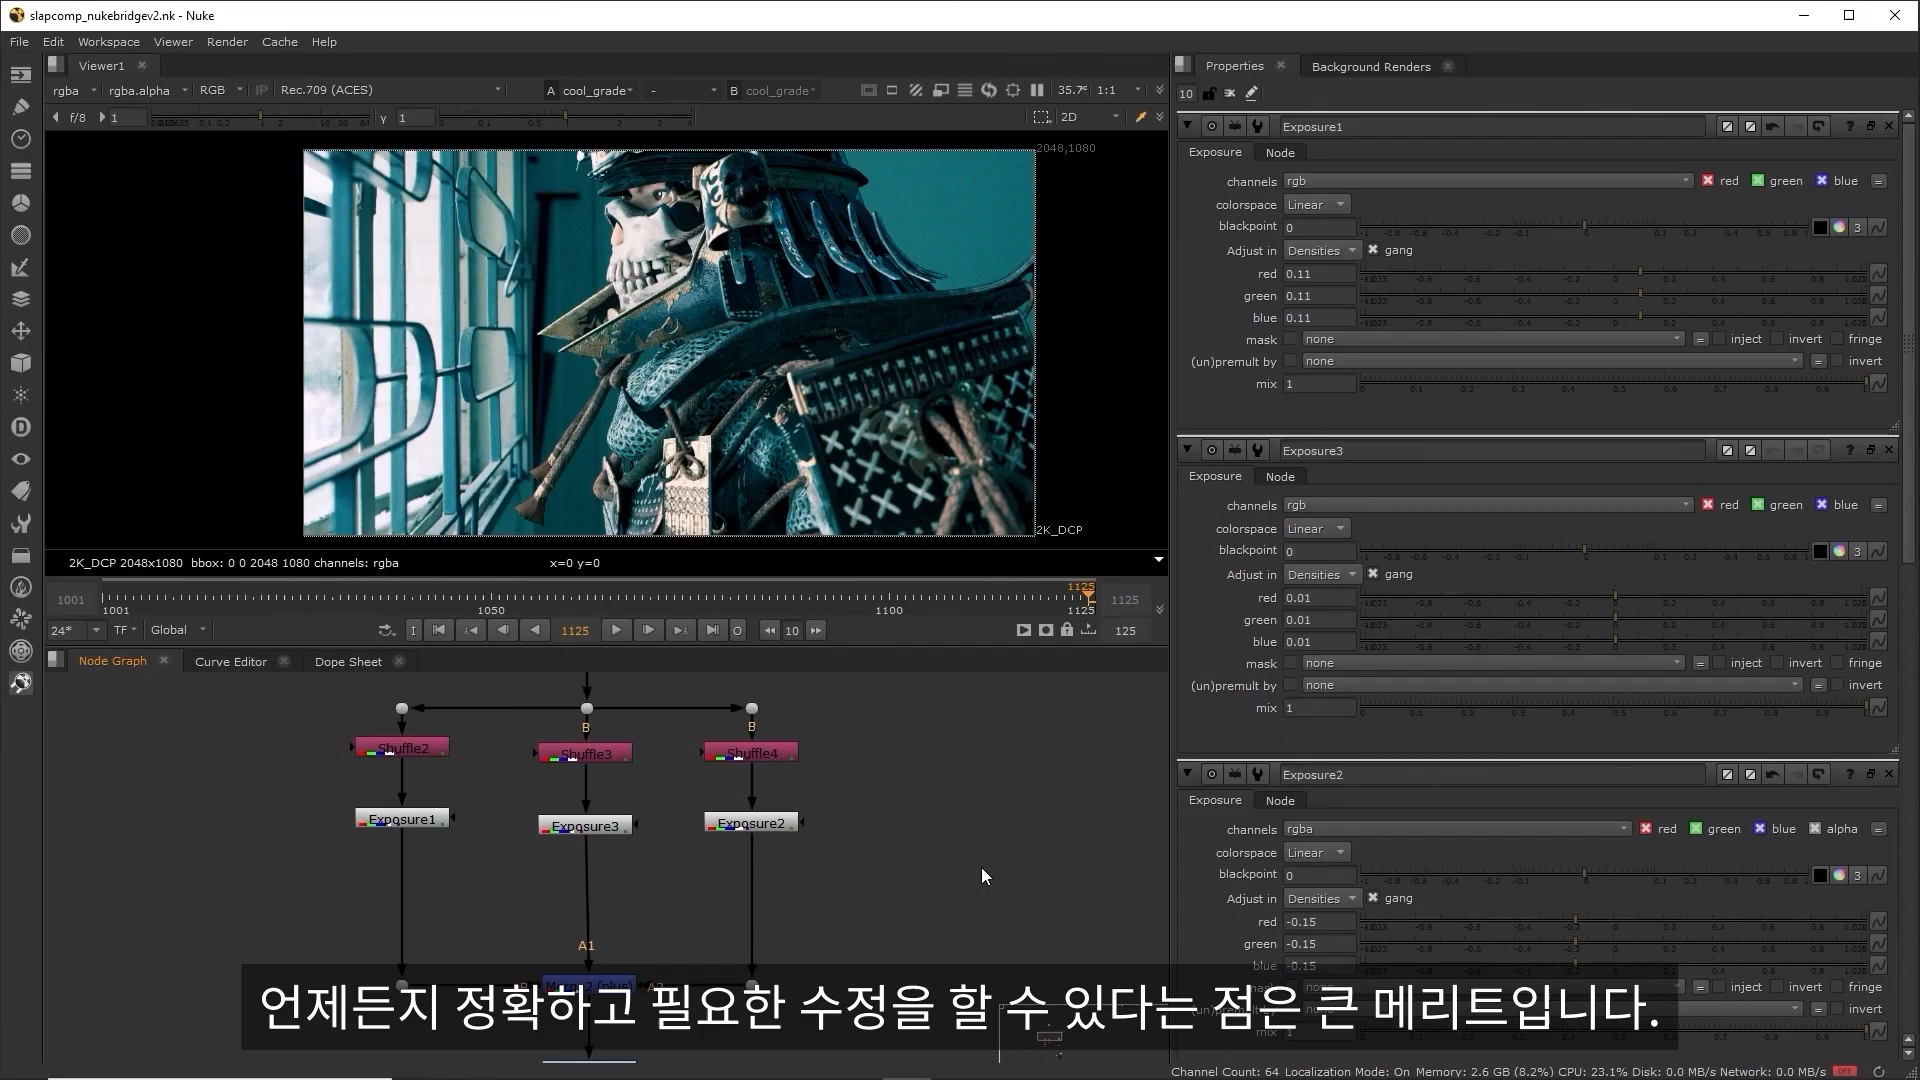 slapcomp_nukebridgev2.nk - Nuke
File Edit Workspace Viewer Render Cache Help
Viewer1
rgba rgba.alpha RGB IP Rec.709 (ACES) A cool_grade - B cool_grade 35.7 1:1
f/8 1 y 1 2D
2048,1080
2K_DCP
2K_DCP 2048x1080 bbox: 0 0 2048 1080 channels: rgba x=0 y=0
1125
1001 1125
1001 1050 1100 1125
24* TF Global I 1125 O 10 125
Node Graph Curve Editor Dope Sheet
B B
Shuffle2 Shuffle3 Shuffle4
Exposure1 Exposure3 Exposure2
A1
Properties Background Renders
10
Exposure1
Exposure Node
channels rgb red green blue =
colorspace Linear
blackpoint 0 3
Adjust in Densities gang
red 0.11
green 0.11
blue 0.11
mask none = inject invert fringe
(un)premult by none = invert
mix 1
Exposure3
Exposure Node
channels rgb red green blue =
colorspace Linear
blackpoint 0 3
Adjust in Densities gang
red 0.01
green 0.01
blue 0.01
mask none = inject invert fringe
(un)premult by none = invert
mix 1
Exposure2
Exposure Node
channels rgba red green blue alpha =
colorspace Linear
blackpoint 0 3
Adjust in Densities gang
red -0.15
green -0.15
blue -0.15
= inject invert fringe
= invert
언제든지 정확하고 필요한 수정을 할 수 있다는 점은 큰 메리트입니다.
Channel Count: 64 Localization Mode: On Memory: 2.6 GB (8.2%) CPU: 23.1% Disk: 0.0 MB/s Network: 0.0 MB/s